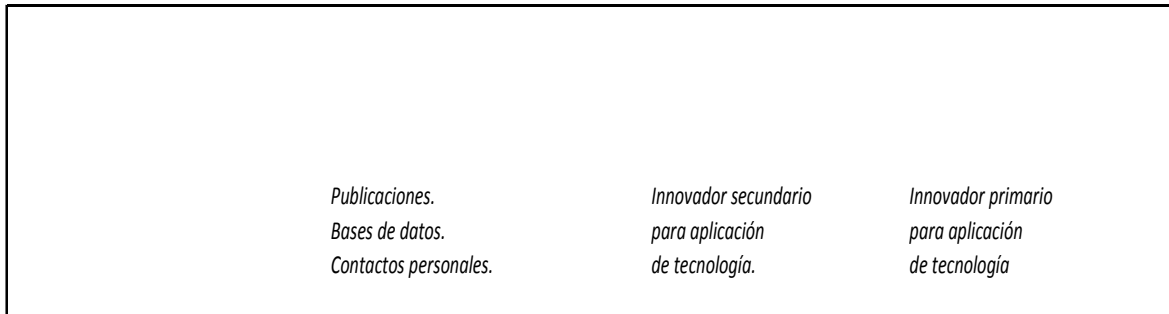 Publicaciones.
Bases de datos.
Contactos personales.
Innovador secundario
para aplicación
de tecnología.
Innovador primario
para aplicación
de tecnología